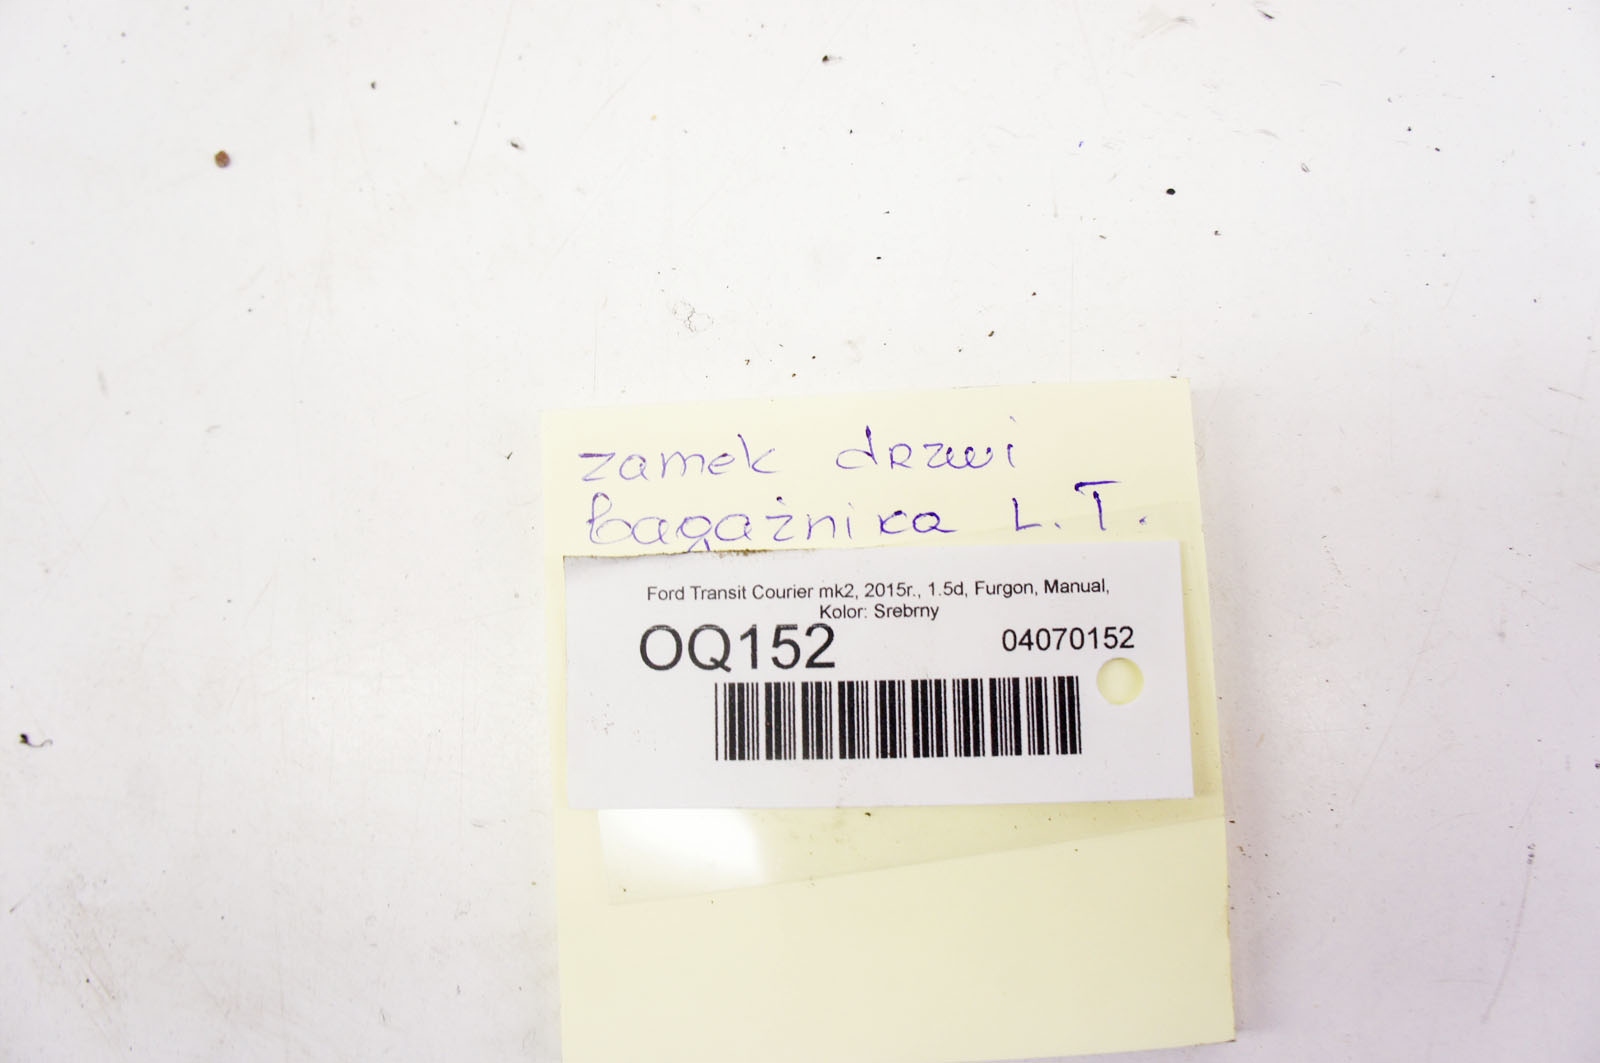 zamek drzwi
bagażnika L.T.
Ford Transit Courier mk2, 2015r., 1.5d, Furgon, Manual,
Kolor: Srebrny
OQ152 04070152